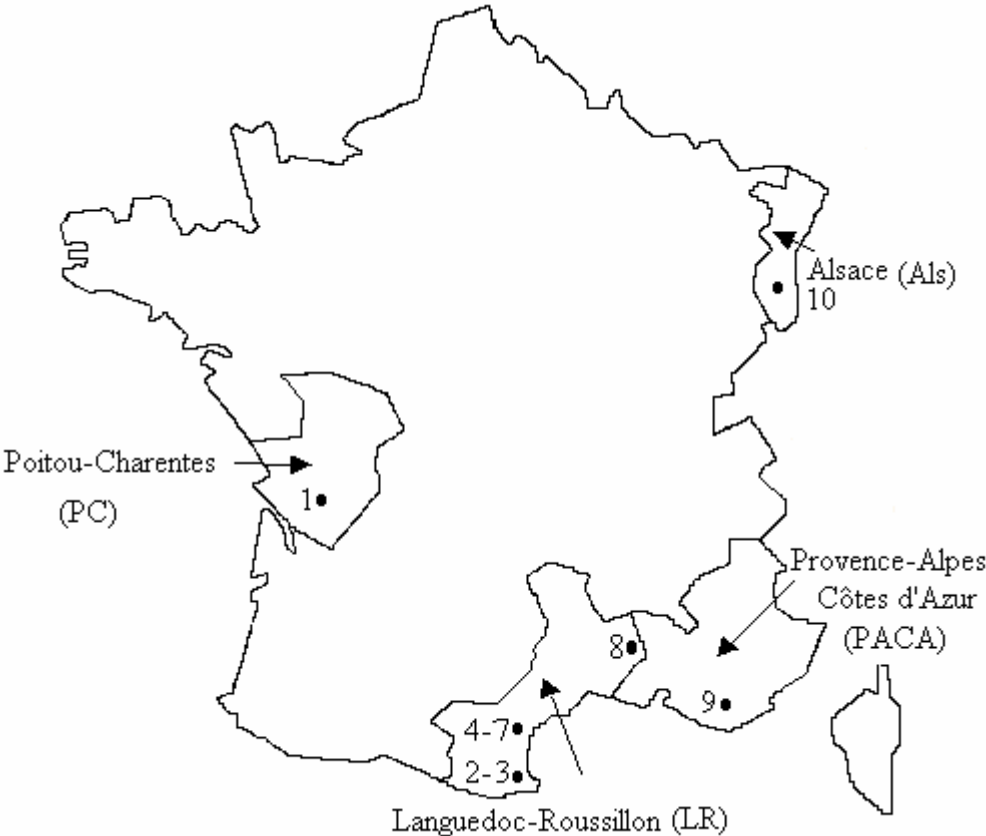 Alsace (Als)
10
Poitou-Charentes
(PC)
1
Provence-Alpes
Côtes d'Azur
(PACA)
8
9
4-7
2-3
Languedoc-Roussillon (LR)